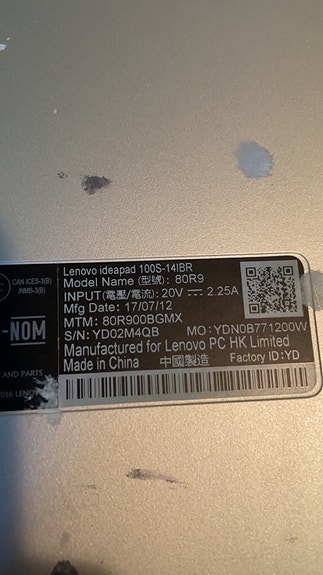 Lenovo ideapad 100S-14IBR
Model Name (型號): 80R9
INPUT(電壓/電流): 20V ⎓ 2.25A
Mfg Date: 17/07/12
MTM: 80R900BGMX
S/N: YD02M4QB MO: YDN0B771200W
Manufactured for Lenovo PC HK Limited
Made in China 中國製造 Factory ID: YD
CAN ICES-3(B)
/NMB-3(B)
-NOM
AND PARTS
016 LENO